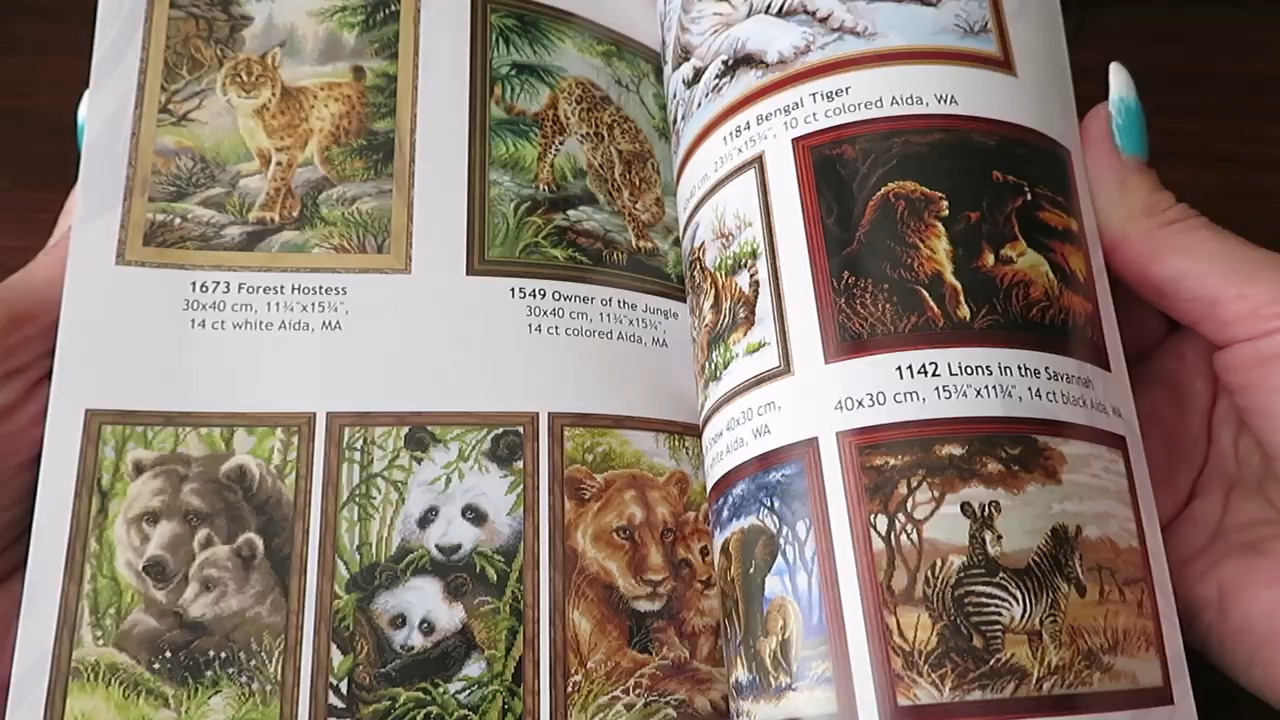 1673 Forest Hostess
30x40 cm, 11¾"x15¾",
14 ct white Aida, MA
1549 Owner of the Jungle
30x40 cm, 11¾"x15¾",
14 ct colored Aida, MA
1184 Bengal Tiger
cm, 23½"x15¾", 10 ct colored Aida, WA
1142 Lions in the Savannah
40x30 cm, 15¾"x11¾", 14 ct black Aida, WA
Snow 40x30 cm,
white Aida, WA